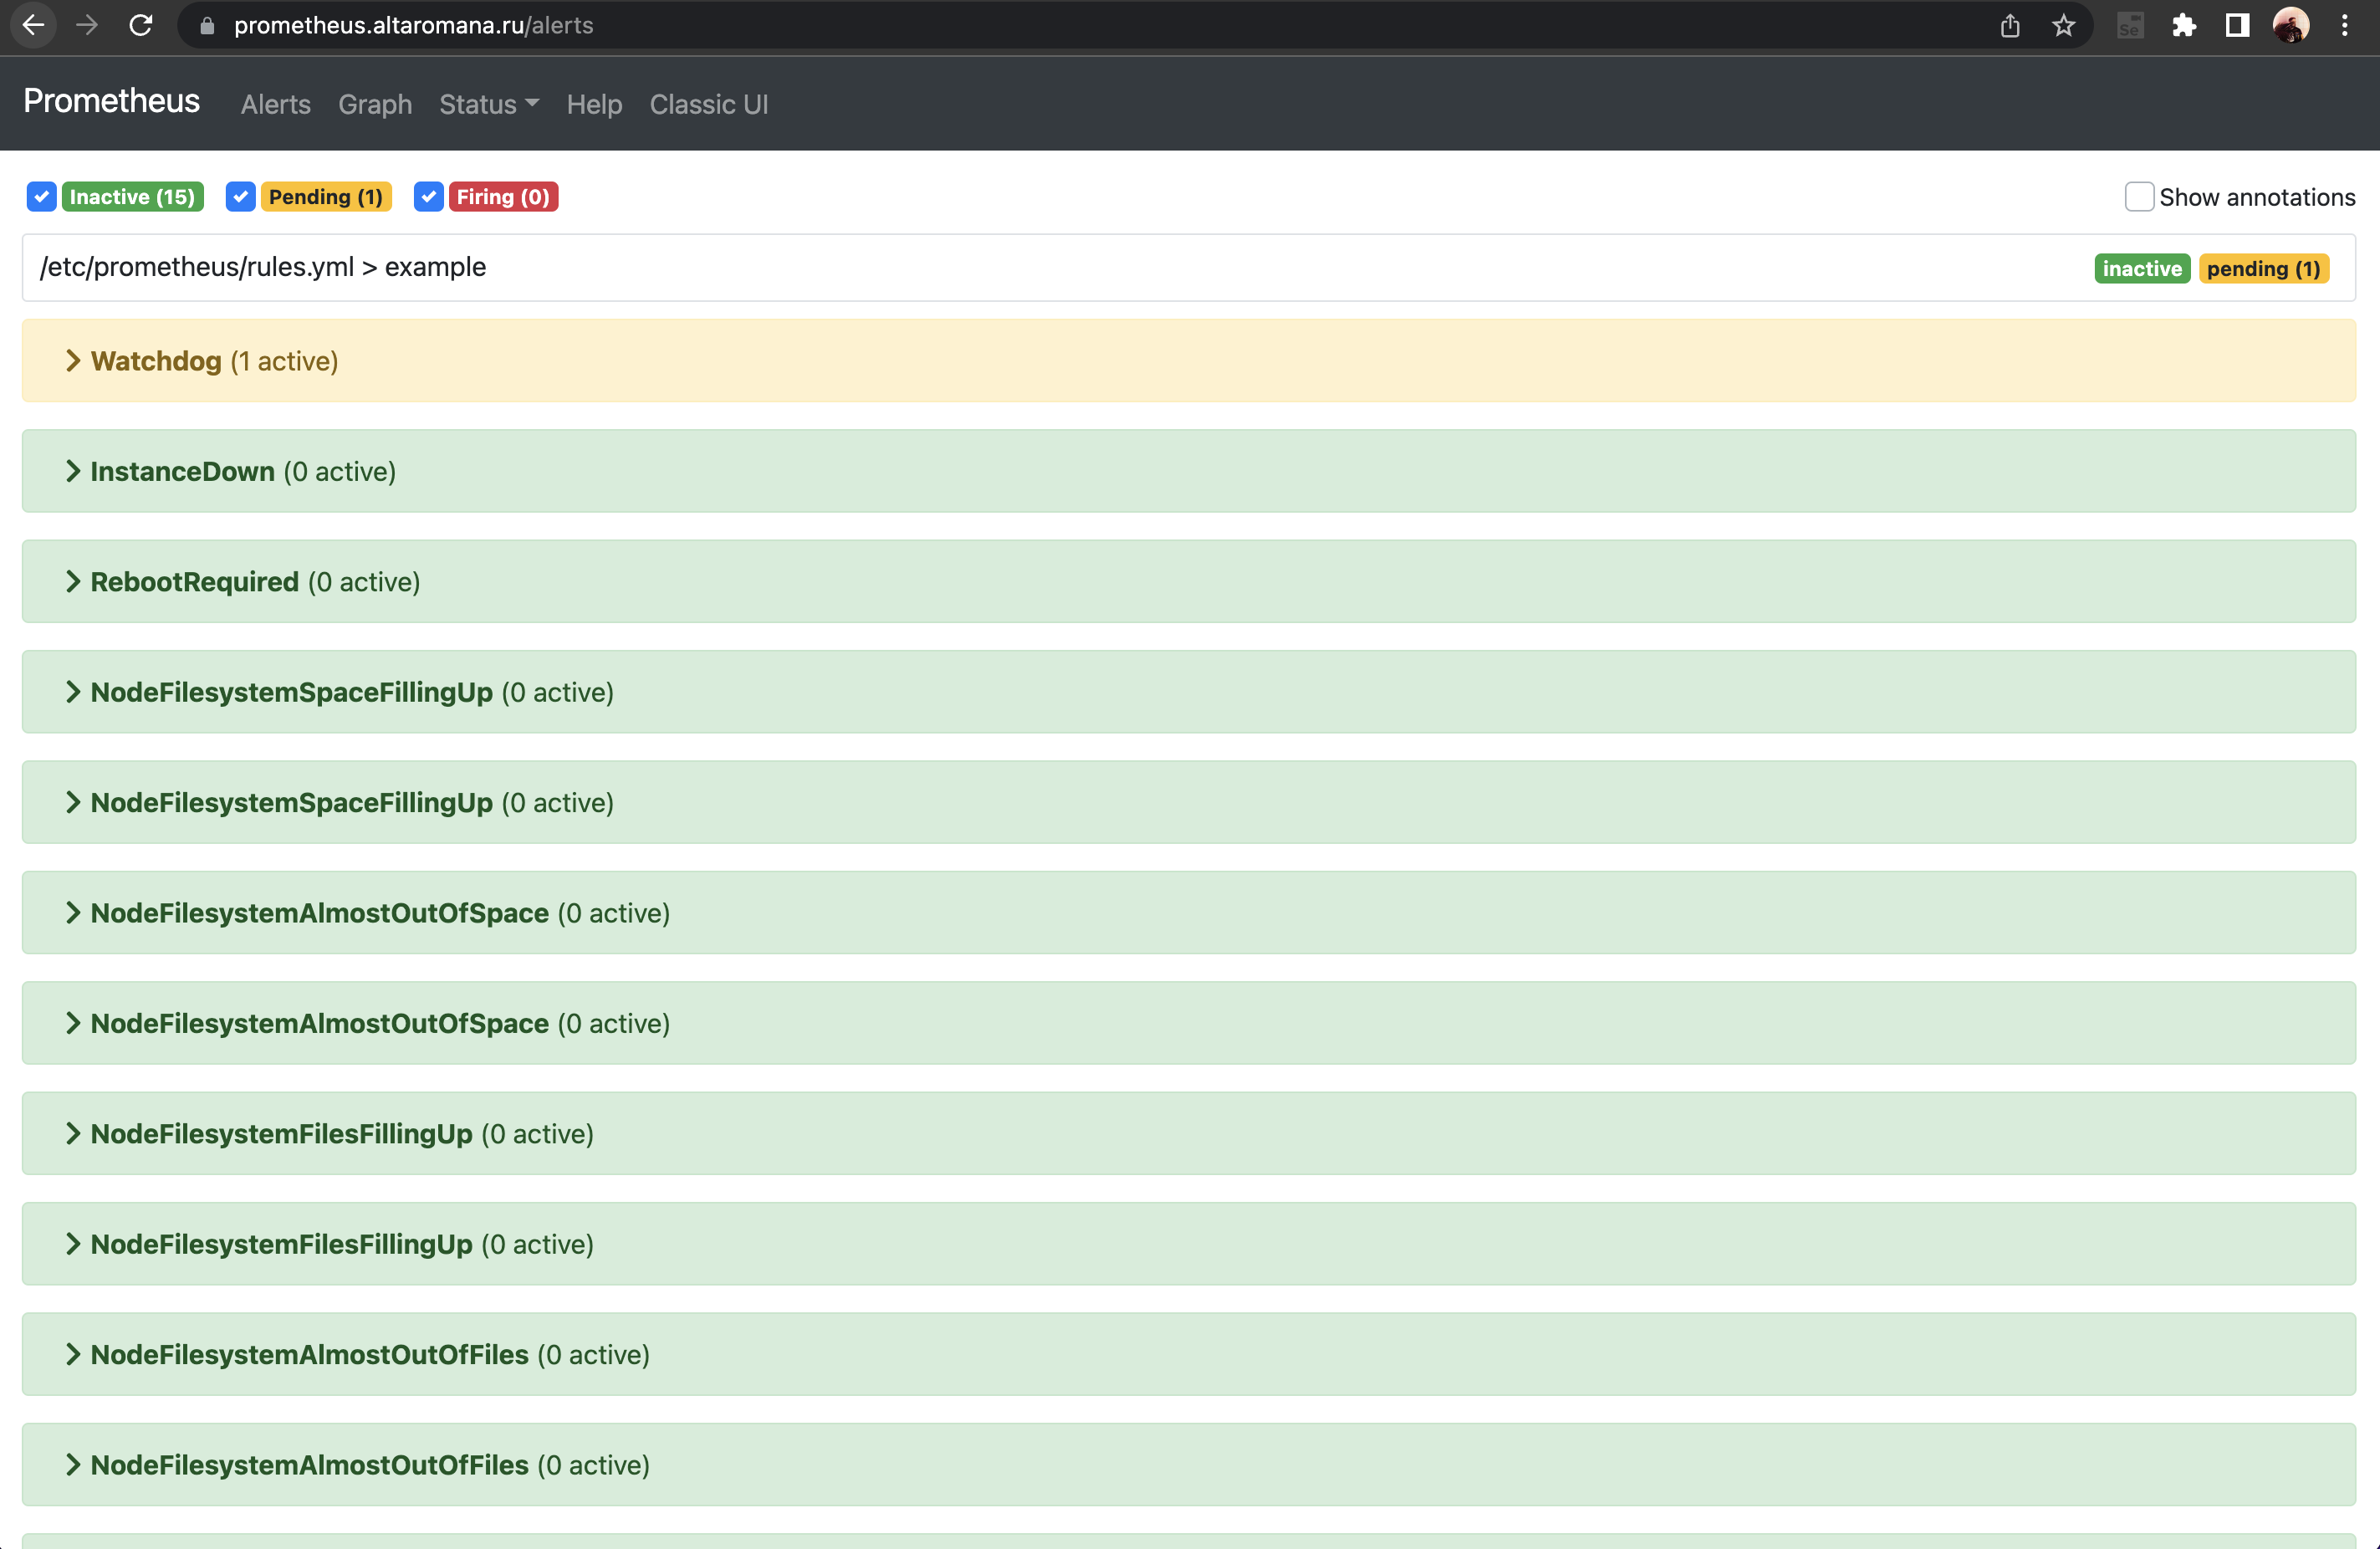 prometheus.altaromana.ru/alerts
Se
Prometheus Alerts Graph Status Help Classic UI
Inactive (15) Pending (1) Firing (0) Show annotations
/etc/prometheus/rules.yml > example inactive pending (1)
Watchdog (1 active)
InstanceDown (0 active)
RebootRequired (0 active)
NodeFilesystemSpaceFillingUp (0 active)
NodeFilesystemSpaceFillingUp (0 active)
NodeFilesystemAlmostOutOfSpace (0 active)
NodeFilesystemAlmostOutOfSpace (0 active)
NodeFilesystemFilesFillingUp (0 active)
NodeFilesystemFilesFillingUp (0 active)
NodeFilesystemAlmostOutOfFiles (0 active)
NodeFilesystemAlmostOutOfFiles (0 active)